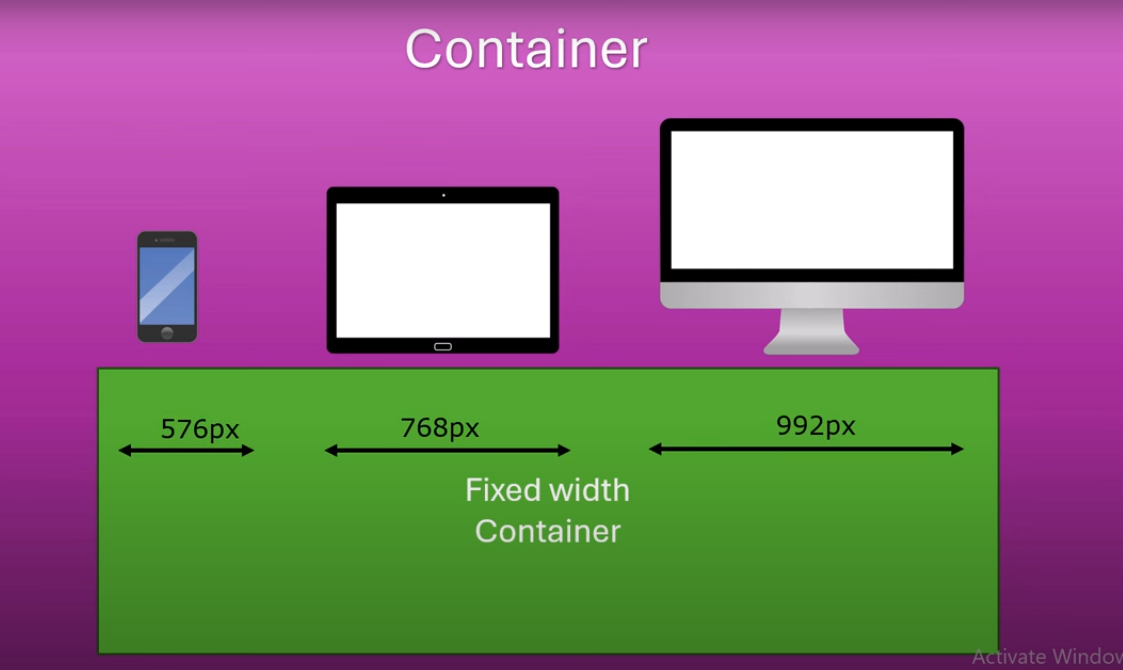 Container
576px
768px
992px
Fixed width
Container
Activate Window